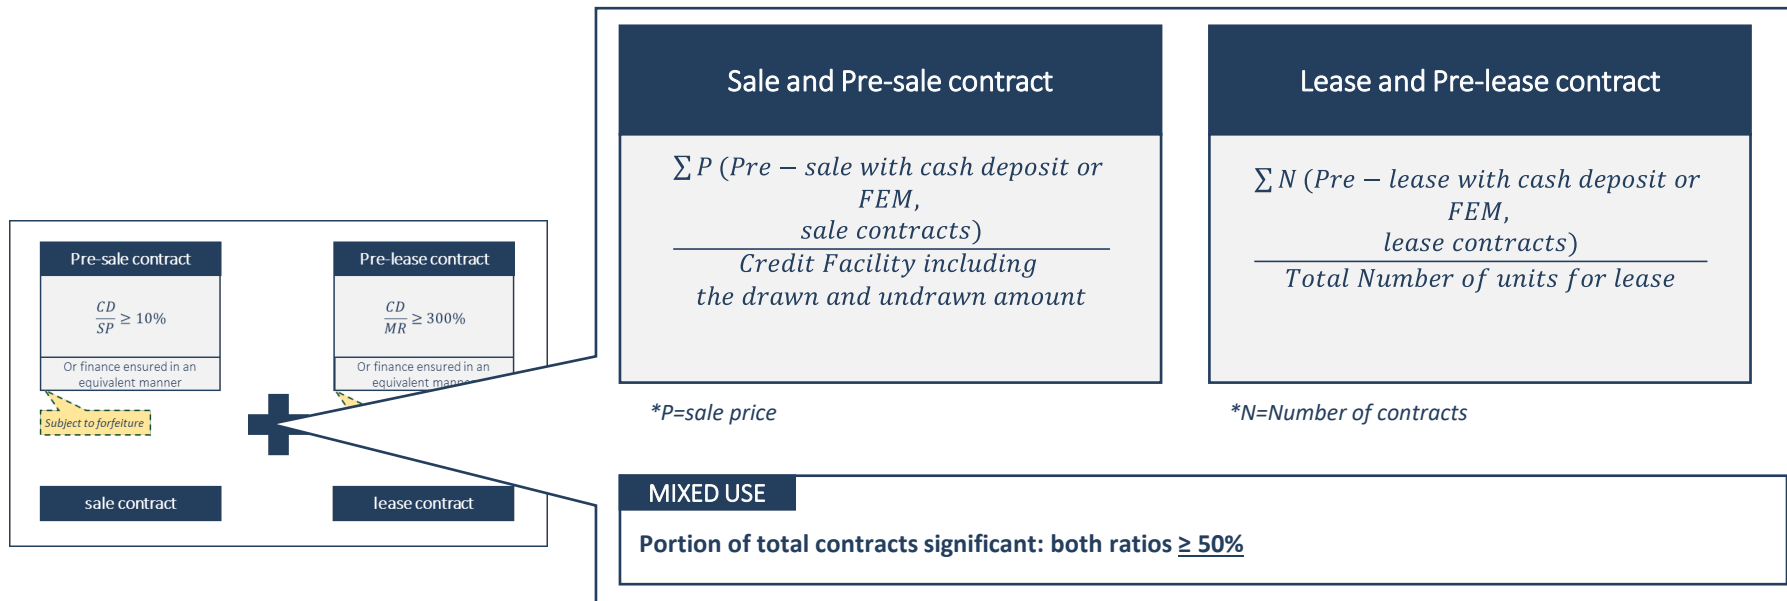 Pre-sale contract
CD
SP ≥ 10%
Or finance ensured in an
equivalent manner
Subject to forfeiture
sale contract
Pre-lease contract
CD
MR ≥ 300%
Or finance ensured in an
equivalent
lease contract
Sale and Pre-sale contract
∑ P (Pre − sale with cash deposit or
FEM,
sale contracts)
Credit Facility including
the drawn and undrawn amount
*P=sale price
Lease and Pre-lease contract
∑ N (Pre − lease with cash deposit or
FEM,
lease contracts)
Total Number of units for lease
*N=Number of contracts
MIXED USE
Portion of total contracts significant: both ratios ≥ 50%